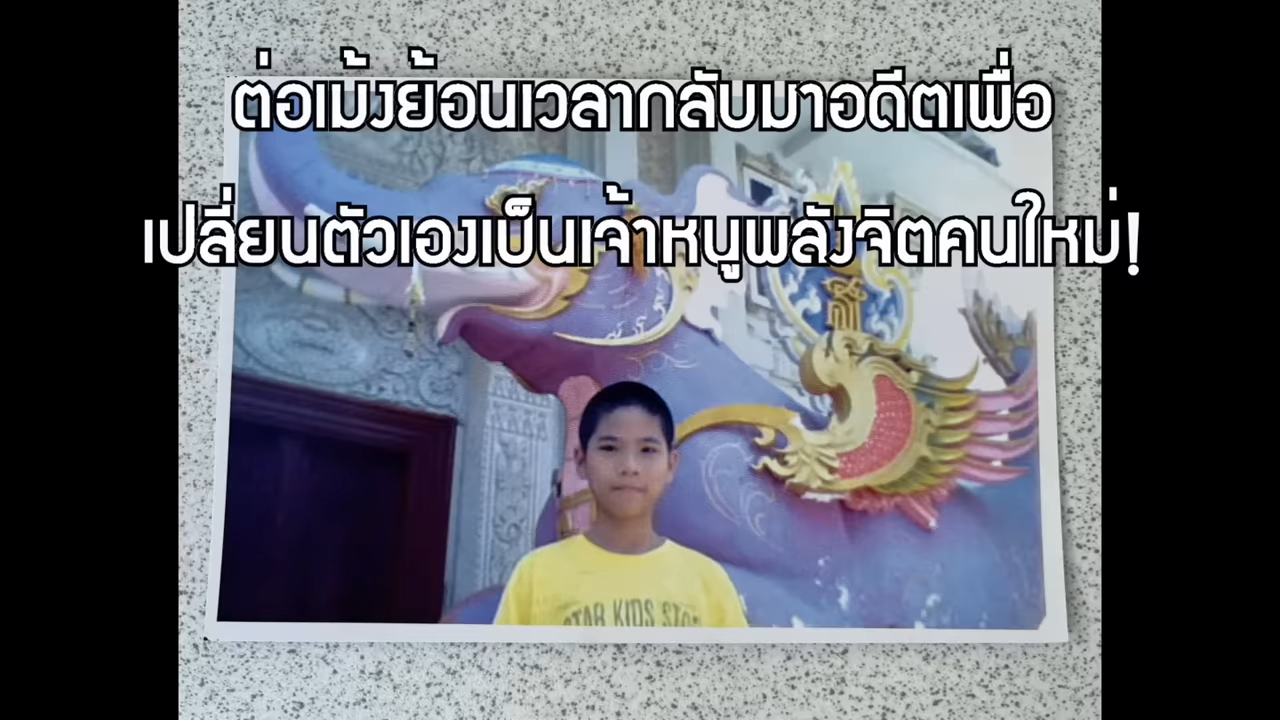 ต่อเม้งย้อนเวลากลับมาอดีตเพื่อ
เปลี่ยนตัวเองเป็นเจ้าหนูพลังจิตคนใหม่!
STAR KIDS